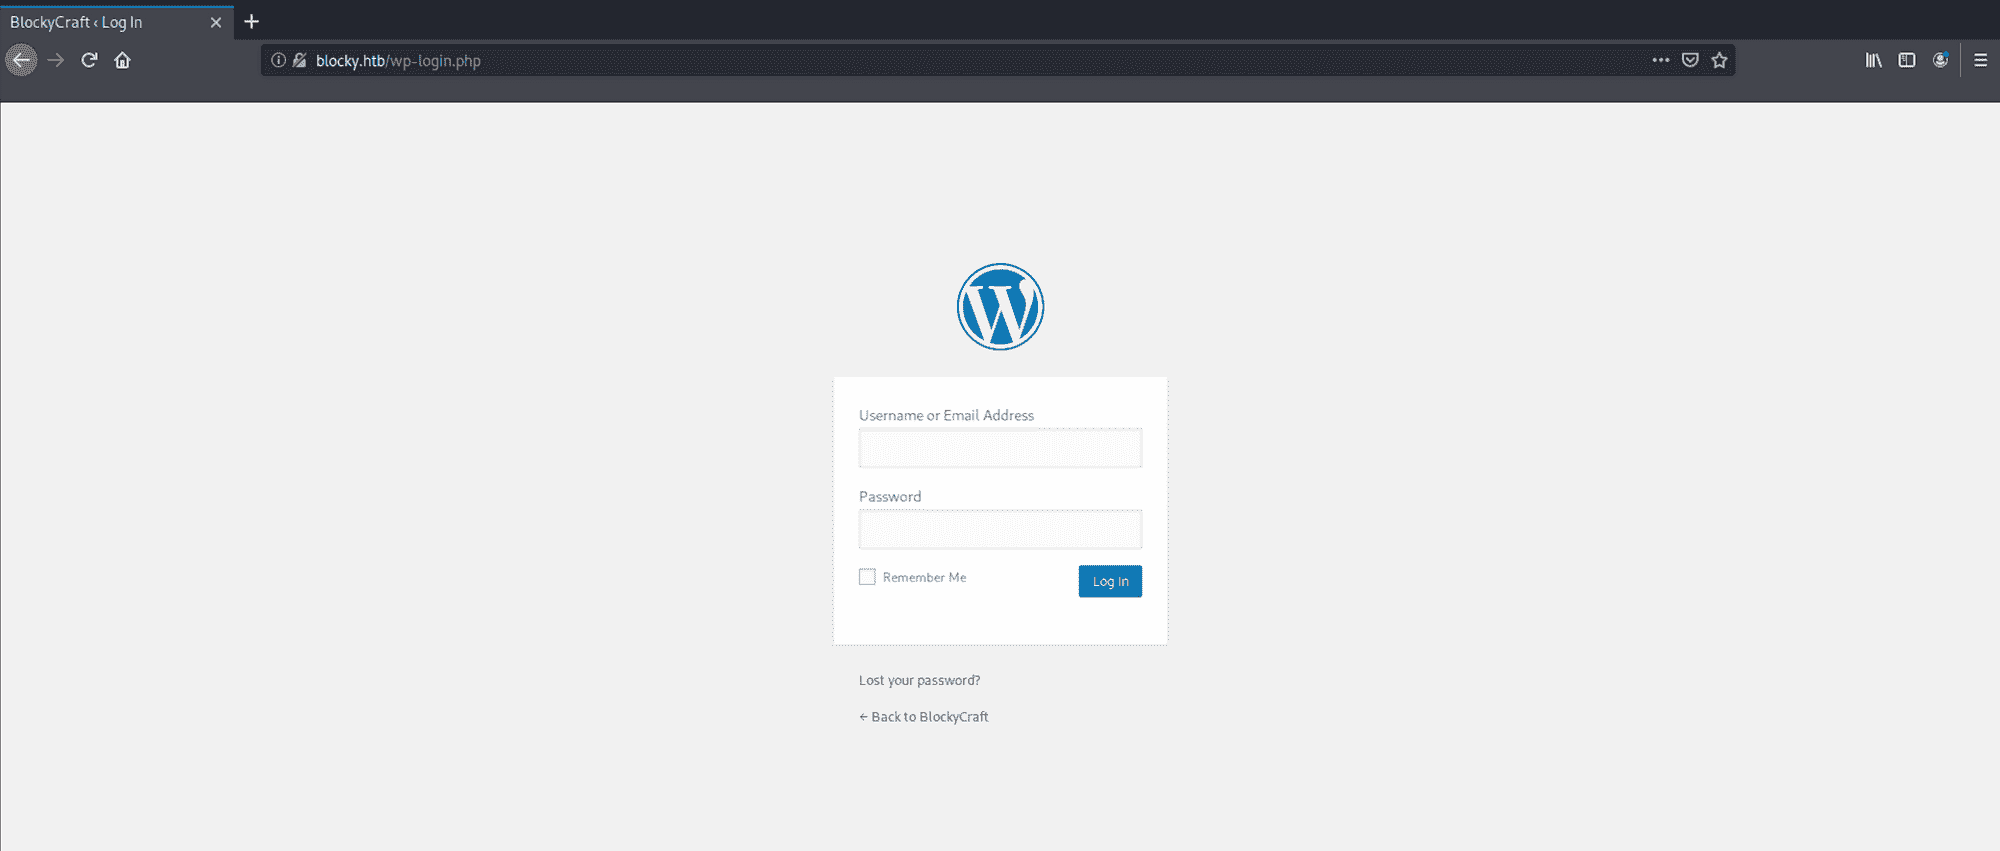 BlockyCraft ‹ Log In
blocky.htb/wp-login.php
Username or Email Address
Password
Remember Me
Log In
Lost your password?
← Back to BlockyCraft